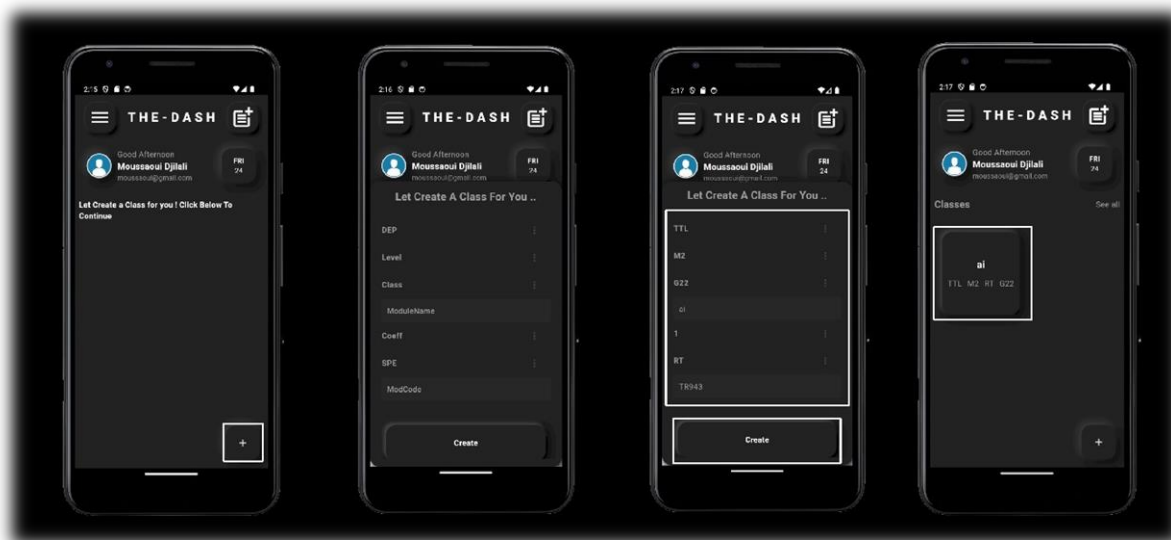 2:15
THE-DASH
Good Afternoon
Moussaoui Djilali
moussaoui@gmail.com
FRI
24
Let Create a Class for you ! Click Below To
Continue
+
2:16
THE-DASH
Good Afternoon
Moussaoui Djilali
moussaoui@gmail.com
FRI
24
Let Create A Class For You ..
DEP
Level
Class
ModuleName
Coeff
SPE
ModCode
Create
2:17
THE-DASH
Good Afternoon
Moussaoui Djilali
moussaoui@gmail.com
FRI
24
Let Create A Class For You ..
TTL
M2
G22
ai
1
RT
TR943
Create
2:17
THE-DASH
Good Afternoon
Moussaoui Djilali
moussaoui@gmail.com
FRI
24
Classes See all
ai
TTL M2 RT G22
+